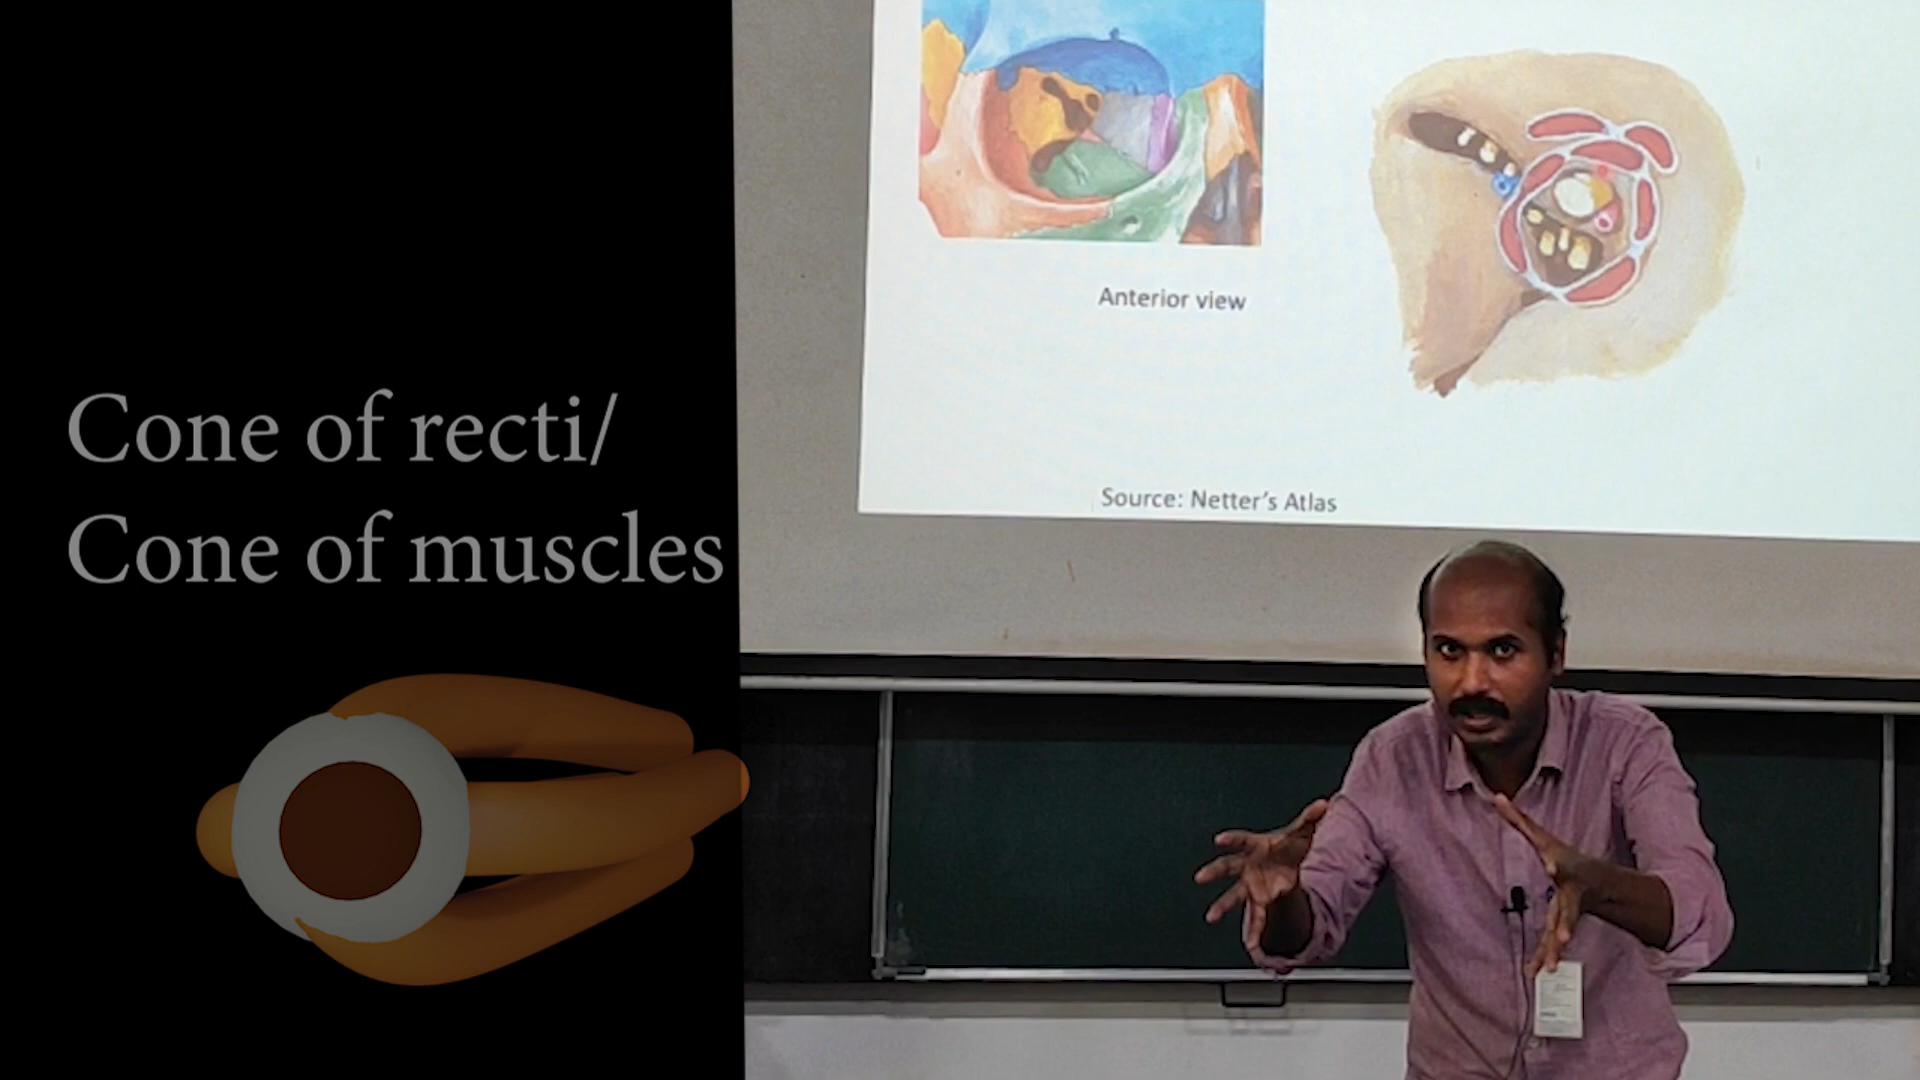 Cone of recti/
Cone of muscles
Anterior view
Source: Netter's Atlas